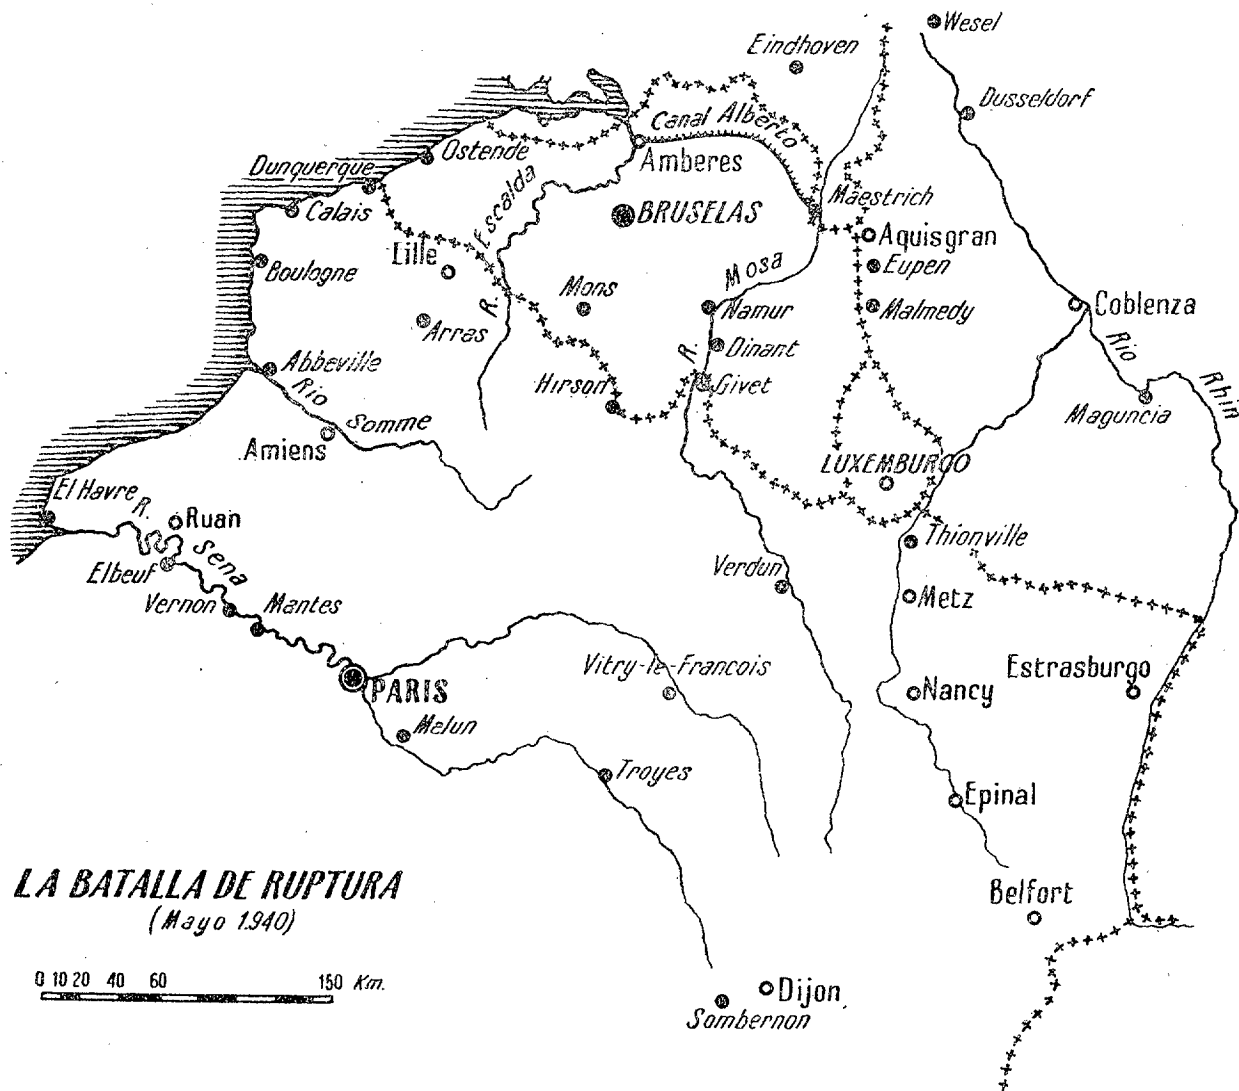 Wesel
Eindhoven
Dusseldorf
Canal Alberto
Ostende
Amberes
Dunquerque
Escalda
R.
Calais
BRUSELAS
Maestrich
Aquisgran
Lille
Eupen
Boulogne
Mosa
R.
Mons
Namur
Malmedy
Coblenza
Arras
Dinant
Rio
Rhin
Abbeville
Hirson
Givet
Maguncia
Rio Somme
Amiens
LUXEMBURGO
El Havre
R. Sena
Ruan
Thionville
Elbeuf
Verdun
Vernon
Mantes
Metz
Vitry-le-Francois
Estrasburgo
PARIS
Nancy
Melun
Troyes
Epinal
LA BATALLA DE RUPTURA
(Mayo 1.940)
Belfort
0 10 20 40 60 150 Km.
Dijon
Sombernon